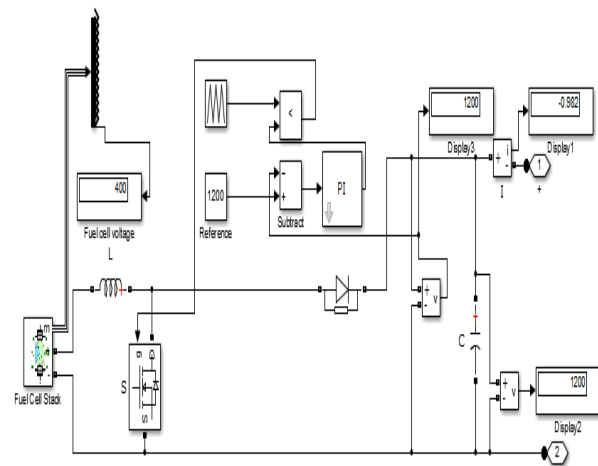 1200
Display3
-0.982
Display1
+
-
i
I
1
+
<
1200
Reference
-
+
Subtract
PI
400
Fuel cell voltage
L
+
-
v
m
+
-
Fuel Cell Stack
g
D
S
S
C
+
-
v
1200
Display2
2